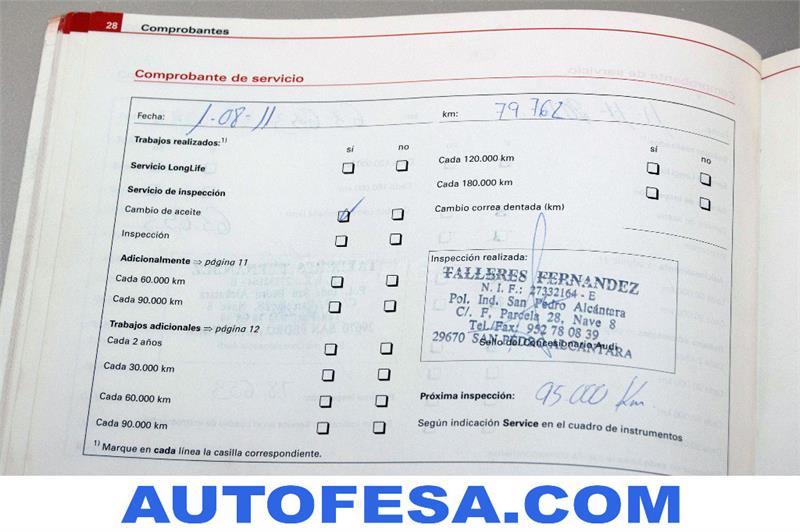 28 Comprobantes
Comprobante de servicio
Fecha: 1-08-11
km: 79762
Trabajos realizados:1)
sí no
Servicio LongLife
Servicio de inspección
Cambio de aceite
Inspección
Adicionalmente ⇒ página 11
Cada 60.000 km
Cada 90.000 km
Trabajos adicionales ⇒ página 12
Cada 2 años
Cada 30.000 km
Cada 60.000 km
Cada 90.000 km
1) Marque en cada línea la casilla correspondiente.
sí no
Cada 120.000 km
Cada 180.000 km
Cambio correa dentada (km)
Inspección realizada:
TALLERES FERNANDEZ
N. I. F.: 27332164 - E
Pol. Ind. San Pedro Alcántara
C/. F, Parcela 28, Nave 8
Tel./Fax: 952 78 08 39
29670 SAN PEDRO ALCANTARA
Sello del Concesionario Audi
Próxima inspección: 95.000 Km.
Según indicación Service en el cuadro de instrumentos
AUTOFESA.COM